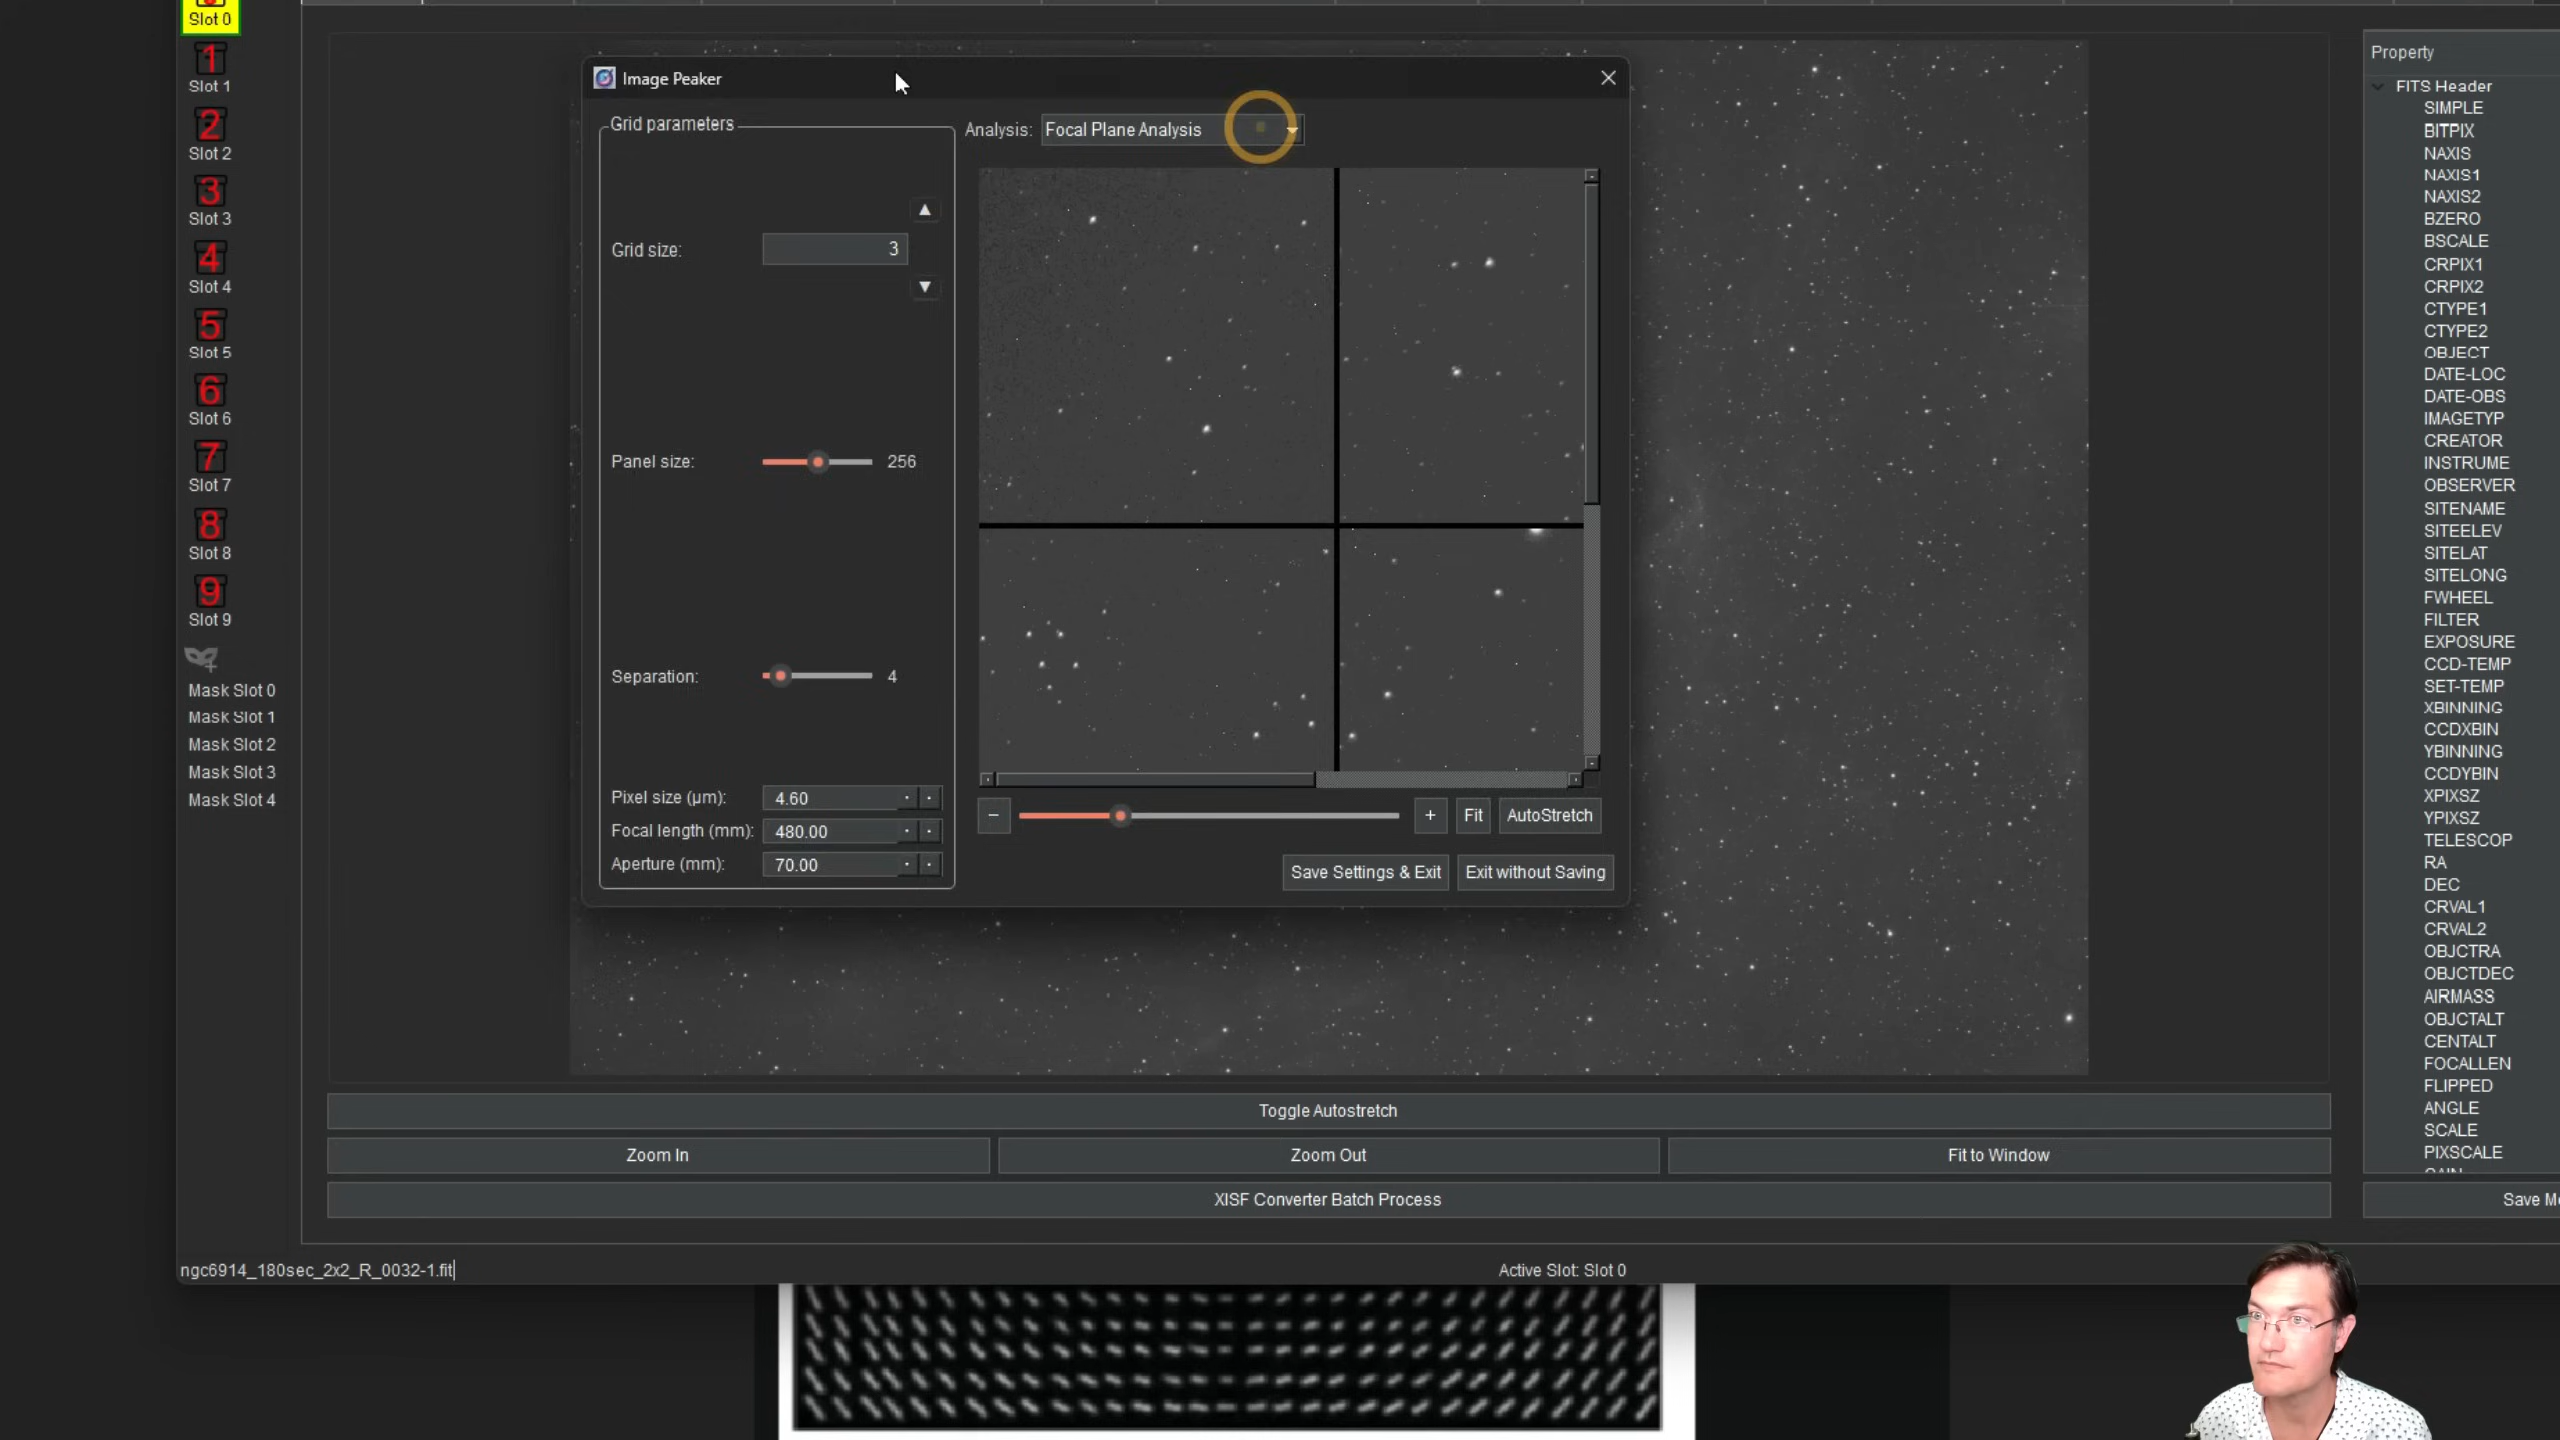 Slot 0
1
Slot 1
2
Slot 2
3
Slot 3
4
Slot 4
5
Slot 5
6
Slot 6
7
Slot 7
8
Slot 8
9
Slot 9
Mask Slot 0
Mask Slot 1
Mask Slot 2
Mask Slot 3
Mask Slot 4
Image Peaker
Grid parameters
Grid size: 3
Panel size: 256
Separation: 4
Pixel size (µm): 4.60
Focal length (mm): 480.00
Aperture (mm): 70.00
Analysis: Focal Plane Analysis
Fit
AutoStretch
Save Settings & Exit
Exit without Saving
Toggle Autostretch
Zoom In
Zoom Out
Fit to Window
XISF Converter Batch Process
ngc6914_180sec_2x2_R_0032-1.fit
Active Slot: Slot 0
Property
FITS Header
SIMPLE
BITPIX
NAXIS
NAXIS1
NAXIS2
BZERO
BSCALE
CRPIX1
CRPIX2
CTYPE1
CTYPE2
OBJECT
DATE-LOC
DATE-OBS
IMAGETYP
CREATOR
INSTRUME
OBSERVER
SITENAME
SITEELEV
SITELAT
SITELONG
FWHEEL
FILTER
EXPOSURE
CCD-TEMP
SET-TEMP
XBINNING
CCDXBIN
YBINNING
CCDYBIN
XPIXSZ
YPIXSZ
TELESCOP
RA
DEC
CRVAL1
CRVAL2
OBJCTRA
OBJCTDEC
AIRMASS
OBJCTALT
CENTALT
FOCALLEN
FLIPPED
ANGLE
SCALE
PIXSCALE
Save